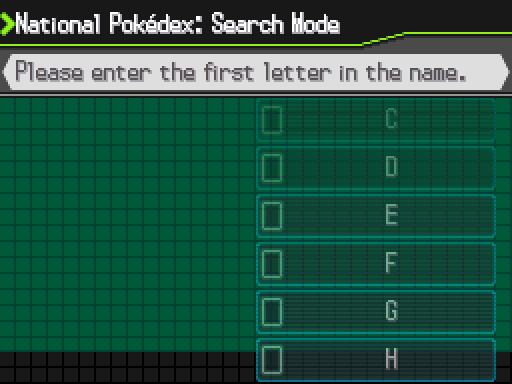 National Pokédex: Search Mode
Please enter the first letter in the name.
C
D
E
F
G
H